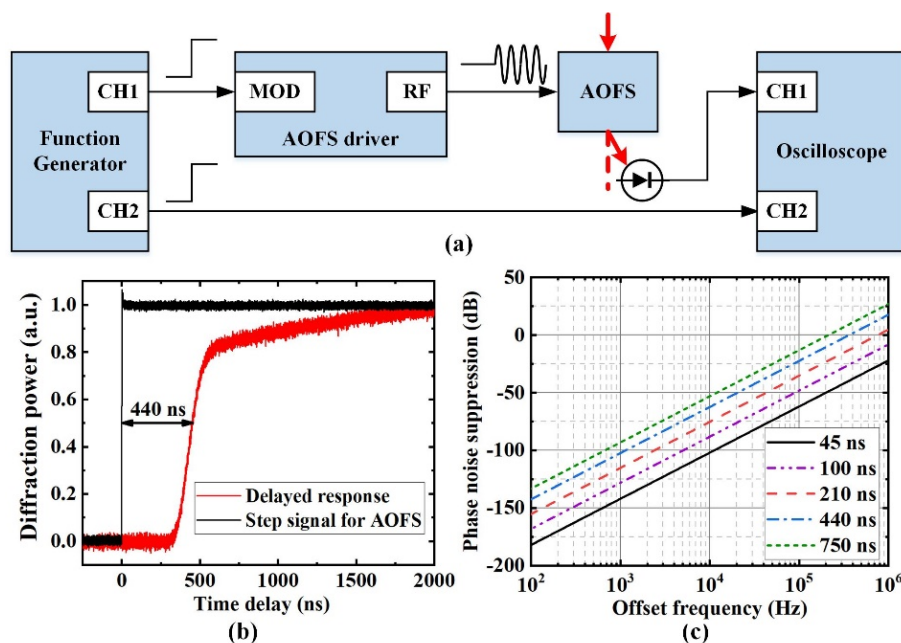 Function
Generator
CH1
CH2
MOD
RF
AOFS driver
AOFS
CH1
Oscilloscope
CH2
(a)
Diffraction power (a.u.)
1.0
0.8
0.6
0.4
0.2
0.0
440 ns
Delayed response
Step signal for AOFS
0 500 1000 1500 2000
Time delay (ns)
(b)
Phase noise suppression (dB)
50
0
-50
-100
-150
-200
45 ns
100 ns
210 ns
440 ns
750 ns
10² 10³ 10⁴ 10⁵ 10⁶
Offset frequency (Hz)
(c)